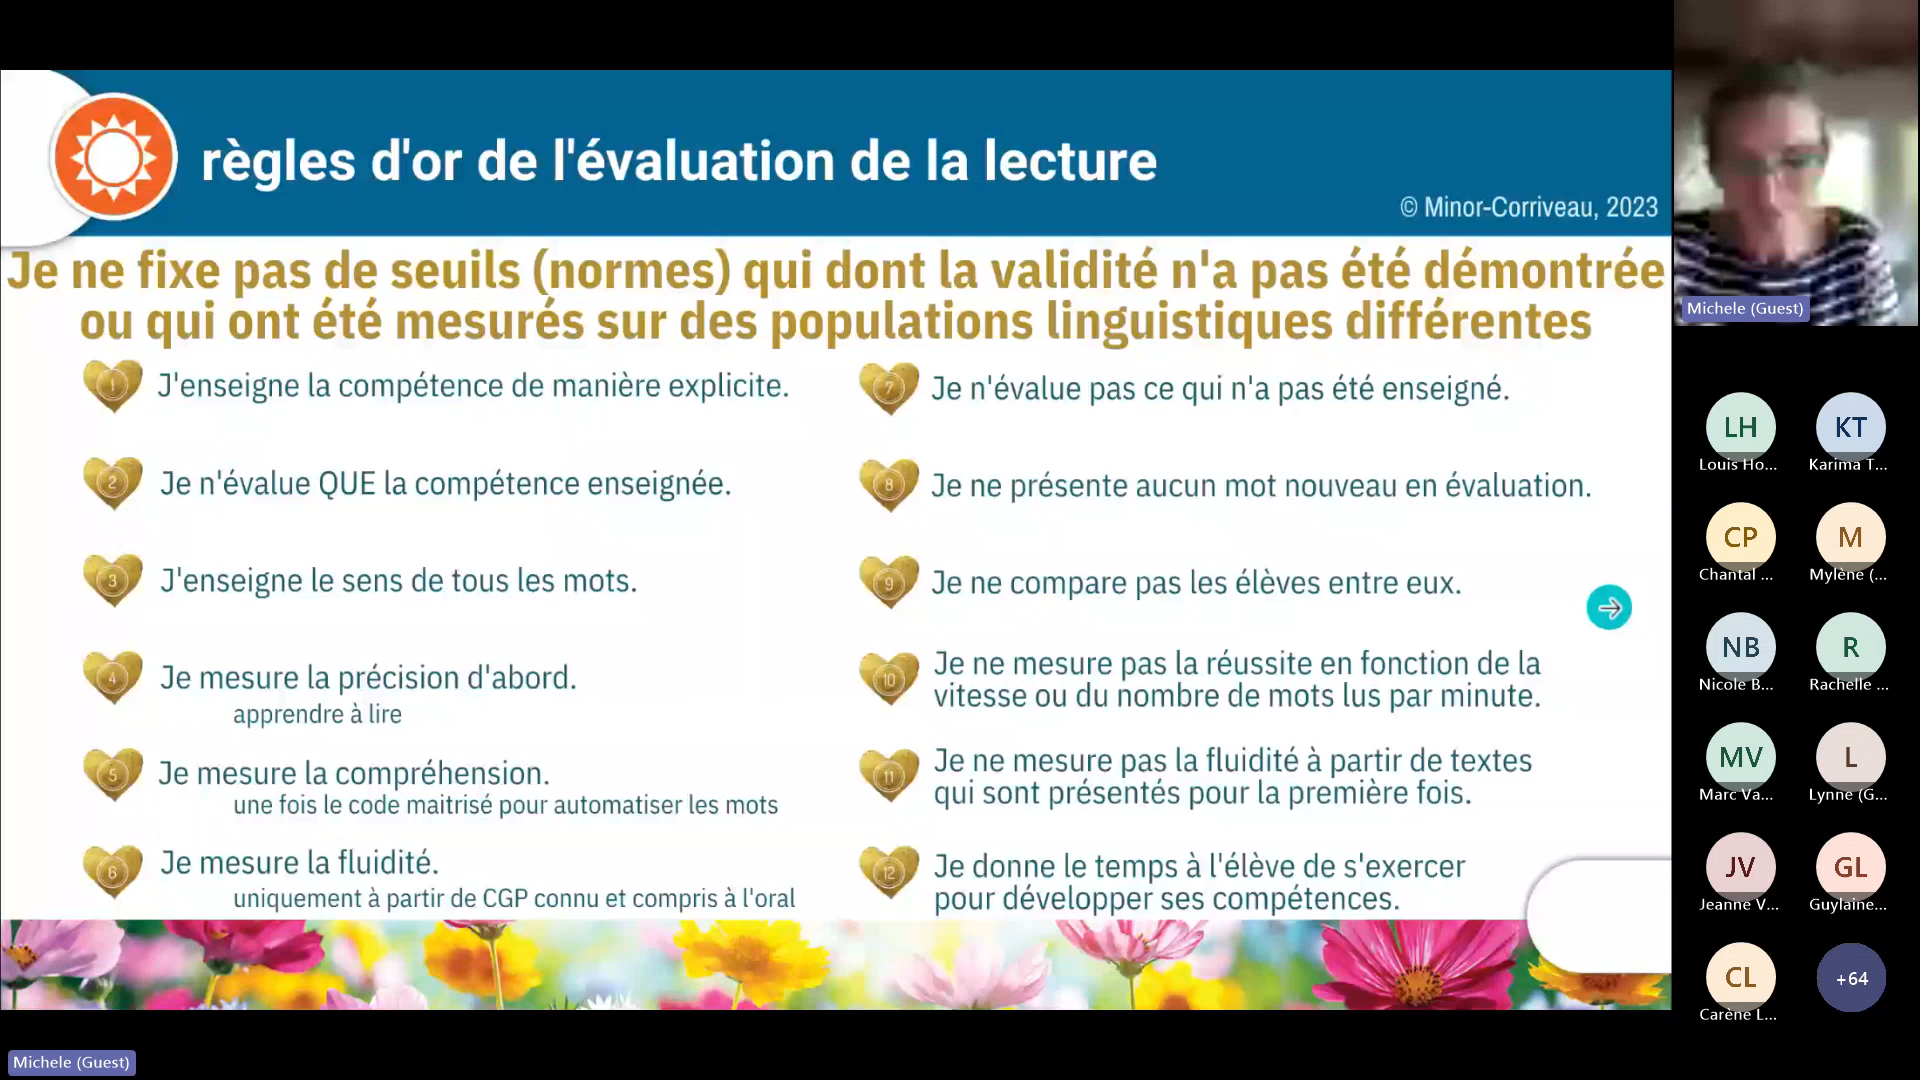 règles d'or de l'évaluation de la lecture
© Minor-Corriveau, 2023
Je ne fixe pas de seuils (normes) qui dont la validité n'a pas été démontrée
ou qui ont été mesurés sur des populations linguistiques différentes
1 J'enseigne la compétence de manière explicite.
2 Je n'évalue QUE la compétence enseignée.
3 J'enseigne le sens de tous les mots.
4 Je mesure la précision d'abord.
apprendre à lire
5 Je mesure la compréhension.
une fois le code maitrisé pour automatiser les mots
6 Je mesure la fluidité.
uniquement à partir de CGP connu et compris à l'oral
7 Je n'évalue pas ce qui n'a pas été enseigné.
8 Je ne présente aucun mot nouveau en évaluation.
9 Je ne compare pas les élèves entre eux.
10 Je ne mesure pas la réussite en fonction de la
vitesse ou du nombre de mots lus par minute.
11 Je ne mesure pas la fluidité à partir de textes
qui sont présentés pour la première fois.
12 Je donne le temps à l'élève de s'exercer
pour développer ses compétences.
Michele (Guest)
LH
Louis Ho...
KT
Karima T...
CP
Chantal ...
M
Mylène (...
NB
Nicole B...
R
Rachelle ...
MV
Marc Va...
L
Lynne (G...
JV
Jeanne V...
GL
Guylaine...
CL
Carène L...
+64
Michele (Guest)